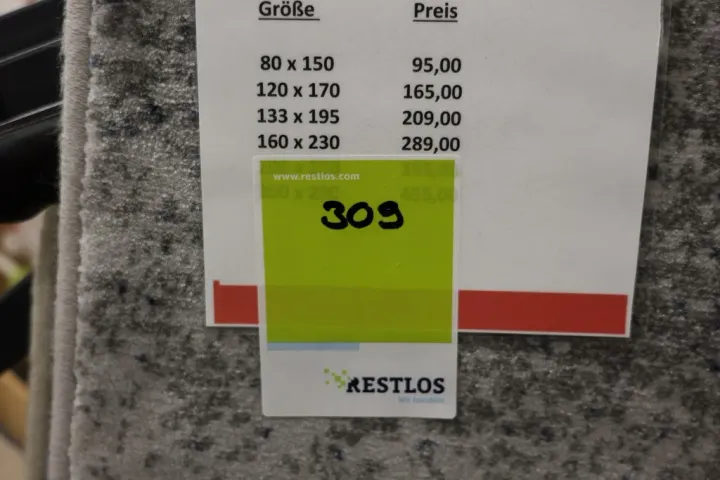 Größe Preis
80 x 150 95,00
120 x 170 165,00
133 x 195 209,00
160 x 230 289,00
www.restlos.com
309
RESTLOS